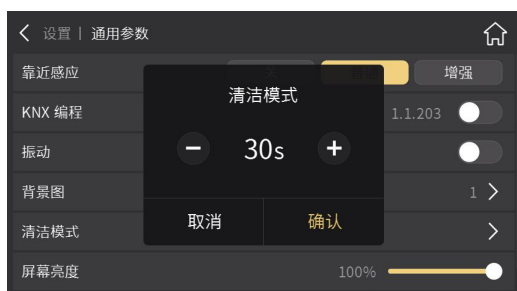 设置 | 通用参数
靠近感应 增强
KNX 编程 1.1.203
振动
背景图 1
清洁模式
屏幕亮度 100%
清洁模式
30s
取消 确认